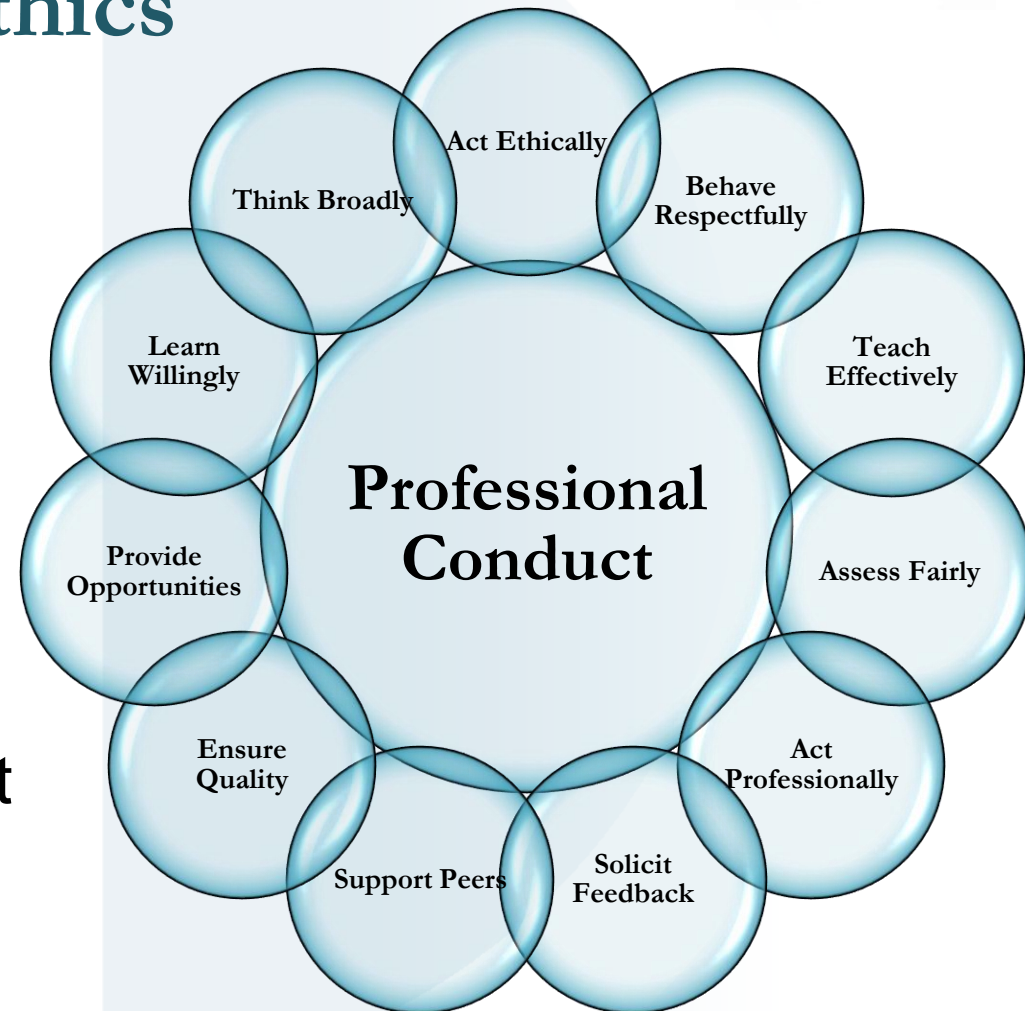 thics
Act Ethically
Behave
Respectfully
Teach
Effectively
Assess Fairly
Act
Professionally
Solicit
Feedback
Support Peers
Ensure
Quality
Provide
Opportunities
Learn
Willingly
Think Broadly
Professional
Conduct
t